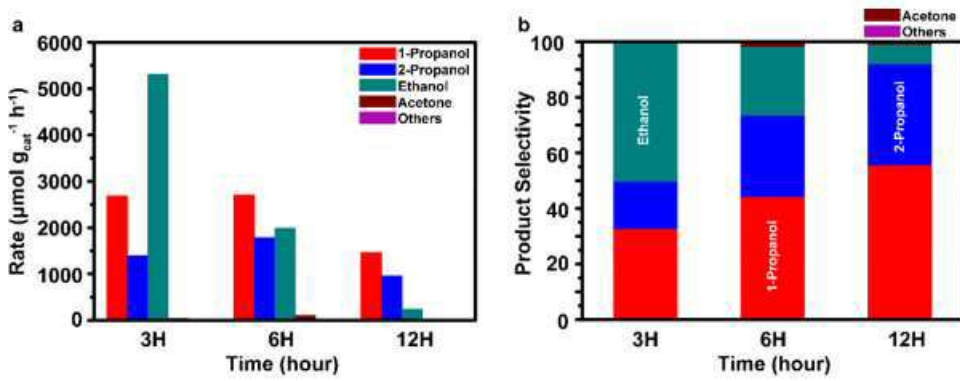 a
6000
5000
4000
3000
2000
1000
0
Rate (μmol gcat⁻¹ h⁻¹)
1-Propanol
2-Propanol
Ethanol
Acetone
Others
3H
6H
12H
Time (hour)
b
Acetone
Others
100
80
60
40
20
0
Product Selectivity
Ethanol
1-Propanol
2-Propanol
3H
6H
12H
Time (hour)